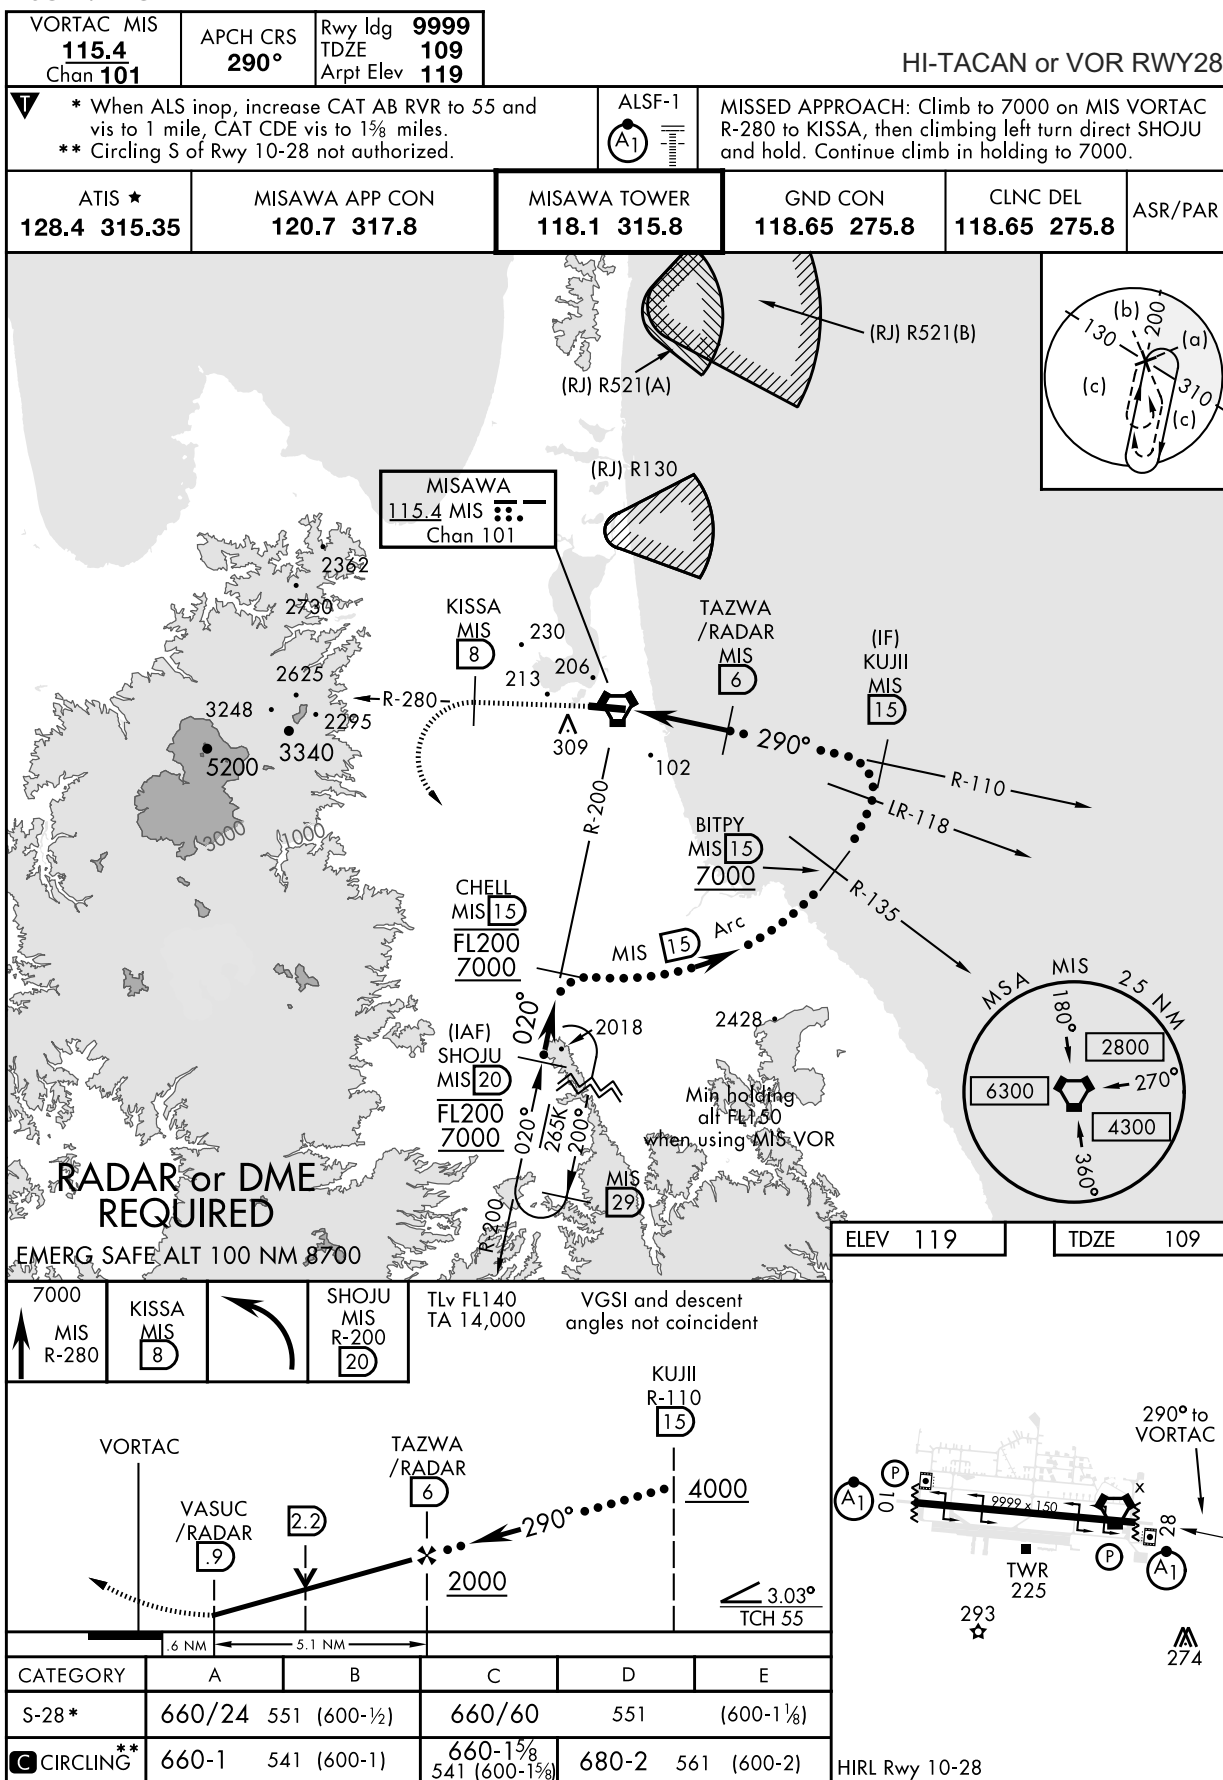 VORTAC MIS
115.4
Chan 101
APCH CRS
290°
Rwy ldg 9999
TDZE 109
Arpt Elev 119
HI-TACAN or VOR RWY28
T
* When ALS inop, increase CAT AB RVR to 55 and
vis to 1 mile, CAT CDE vis to 1⅝ miles.
** Circling S of Rwy 10-28 not authorized.
ALSF-1
A1
MISSED APPROACH: Climb to 7000 on MIS VORTAC
R-280 to KISSA, then climbing left turn direct SHOJU
and hold. Continue climb in holding to 7000.
ATIS ★
128.4 315.35
MISAWA APP CON
120.7 317.8
MISAWA TOWER
118.1 315.8
GND CON
118.65 275.8
CLNC DEL
118.65 275.8
ASR/PAR
(RJ) R521(B)
(RJ) R521(A)
(RJ) R130
130
(b)
200
(a)
(c)
310
(c)
MISAWA
115.4 MIS
Chan 101
2362
2730
2625
3248
2295
3340
5200
3000
1000
KISSA
MIS
8
230
213
206
R-280
309
102
TAZWA
/RADAR
MIS
6
(IF)
KUJII
MIS
15
290°
R-110
LR-118
R-200
BITPY
MIS 15
7000
R-135
CHELL
MIS 15
FL200
7000
MIS 15 Arc
020°
(IAF)
SHOJU
MIS 20
FL200
7000
2018
2428
020°
265K
200°
Min holding
alt FL150
when using MIS VOR
MIS
29
R-200
MSA MIS 25 NM
180°
2800
270°
6300
4300
360°
RADAR or DME
REQUIRED
EMERG SAFE ALT 100 NM 8700
ELEV 119
TDZE 109
7000
MIS
R-280
KISSA
MIS
8
SHOJU
MIS
R-200
20
TLv FL140
TA 14,000
VGSI and descent
angles not coincident
KUJII
R-110
15
VORTAC
TAZWA
/RADAR
6
4000
VASUC
/RADAR
.9
2.2
290°
2000
3.03°
TCH 55
.6 NM
5.1 NM
290° to
VORTAC
A1
P
10
9999 x 150
X
28
TWR
225
P
A1
293
274
HIRL Rwy 10-28
CATEGORY A B C D E
S-28* 660/24 551 (600-½) 660/60 551 (600-1⅛)
C CIRCLING** 660-1 541 (600-1) 660-1⅝ 541 (600-1⅝) 680-2 561 (600-2)